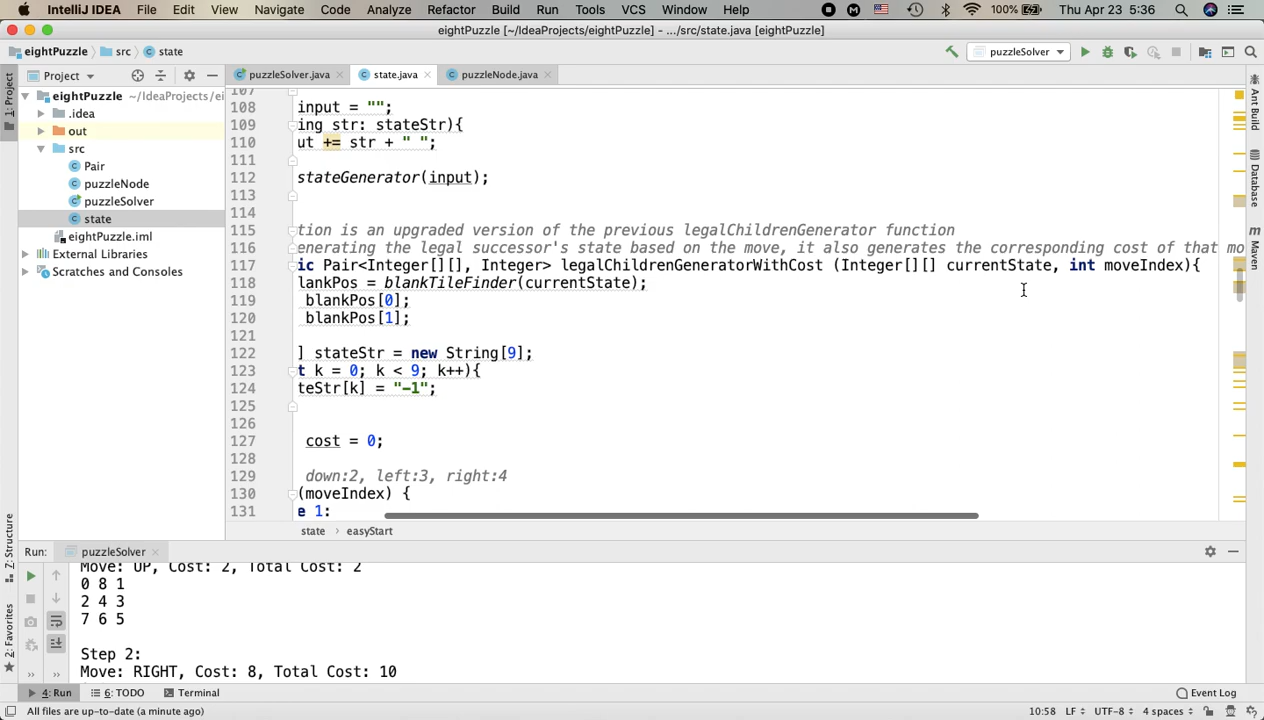 IntelliJ IDEA File Edit View Navigate Code Analyze Refactor Build Run Tools VCS Window Help 100% Thu Apr 23 5:36
eightPuzzle [~/IdeaProjects/eightPuzzle] - .../src/state.java [eightPuzzle]
eightPuzzle src state puzzleSolver
Project puzzleSolver.java state.java puzzleNode.java
1: Project
eightPuzzle ~/IdeaProjects/ei
.idea
out
src
Pair
puzzleNode
puzzleSolver
state
eightPuzzle.iml
External Libraries
Scratches and Consoles
107
108 input = "";
109 ing str: stateStr){
110 ut += str + " ";
111
112 stateGenerator(input);
113
114
115 tion is an upgraded version of the previous legalChildrenGenerator function
116 enerating the legal successor's state based on the move, it also generates the corresponding cost of that mo
117 ic Pair<Integer[][], Integer> legalChildrenGeneratorWithCost (Integer[][] currentState, int moveIndex){
118 lankPos = blankTileFinder(currentState);
119 blankPos[0];
120 blankPos[1];
121
122 ] stateStr = new String[9];
123 t k = 0; k < 9; k++){
124 teStr[k] = "-1";
125
126
127 cost = 0;
128
129 down:2, left:3, right:4
130 (moveIndex) {
131 e 1:
state > easyStart
Ant Build
Database
Maven
Z: Structure
2: Favorites
Run: puzzleSolver
Move: UP, Cost: 2, Total Cost: 2
0 8 1
2 4 3
7 6 5
Step 2:
Move: RIGHT, Cost: 8, Total Cost: 10
4: Run 6: TODO Terminal Event Log
All files are up-to-date (a minute ago) 10:58 LF UTF-8 4 spaces